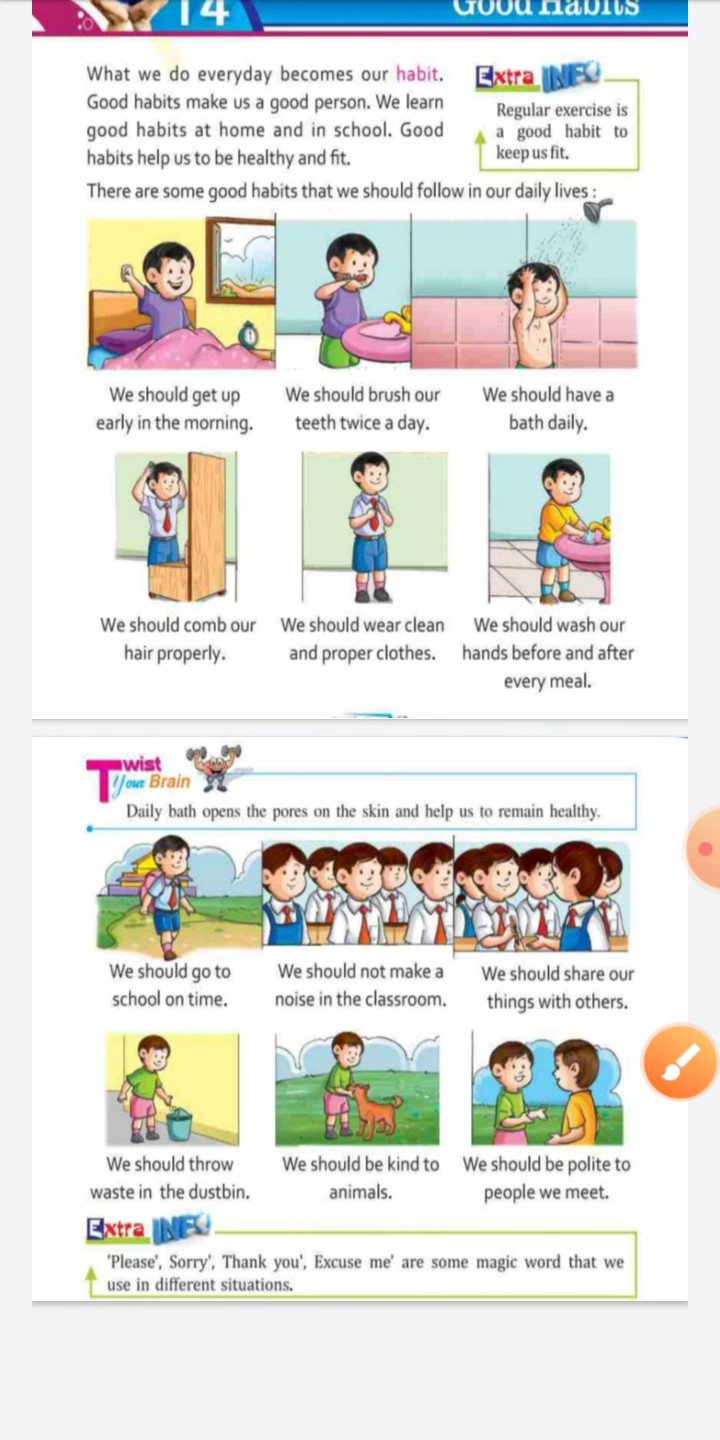 14
Good Habits
What we do everyday becomes our habit.
Good habits make us a good person. We learn
good habits at home and in school. Good
habits help us to be healthy and fit.
Extra INFO
Regular exercise is
a good habit to
keep us fit.
There are some good habits that we should follow in our daily lives :
We should get up
early in the morning.
We should brush our
teeth twice a day.
We should have a
bath daily.
We should comb our
hair properly.
We should wear clean
and proper clothes.
We should wash our
hands before and after
every meal.
Twist
Your Brain
Daily bath opens the pores on the skin and help us to remain healthy.
We should go to
school on time.
We should not make a
noise in the classroom.
We should share our
things with others.
We should throw
waste in the dustbin.
We should be kind to
animals.
We should be polite to
people we meet.
Extra INFO
'Please', Sorry', Thank you', Excuse me' are some magic word that we
use in different situations.